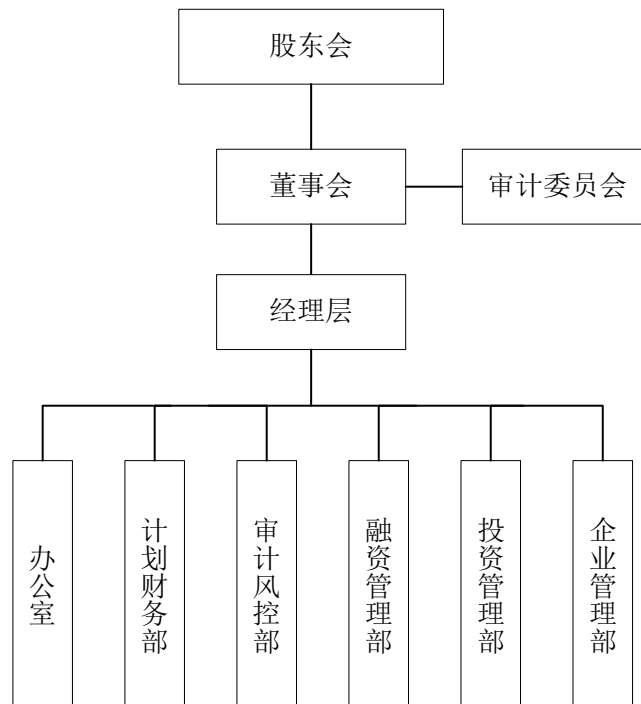 股东会
董事会
审计委员会
经理层
办公室
计划财务部
审计风控部
融资管理部
投资管理部
企业管理部